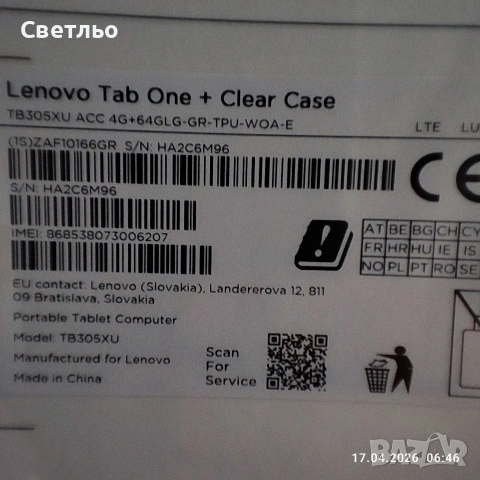 Светльо
Lenovo Tab One + Clear Case
TB305XU ACC 4G+64GLG-GR-TPU-WOA-E
LTE
(1S)ZAF10166GR S/N: HA2C6M96
S/N: HA2C6M96
IMEI: 868538073006207
AT BE BG CH CY
FR HR HU IE IS
NO PL PT RO SE
EU contact: Lenovo (Slovakia), Landererova 12, 811
09 Bratislava, Slovakia
Portable Tablet Computer
Model: TB305XU
Manufactured for Lenovo
Made in China
Scan
For
Service
17.04.2026 06:46
BAZAR